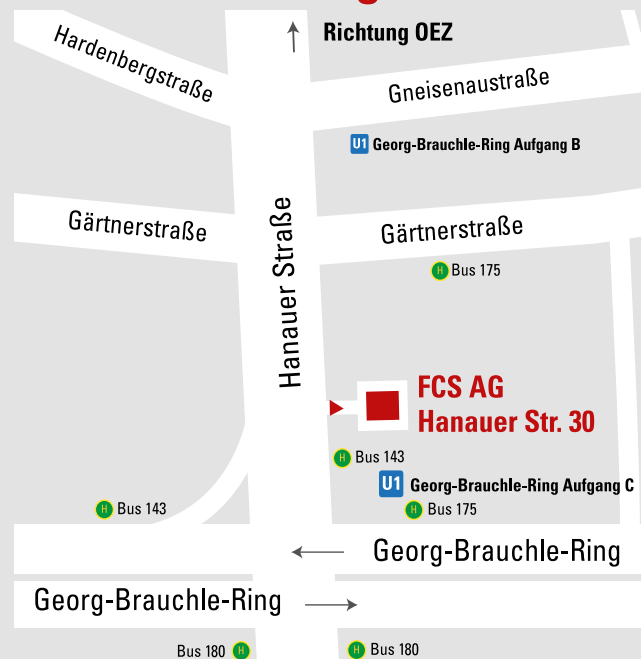 Richtung OEZ
Hardenbergstraße
Gneisenaustraße
U1 Georg-Brauchle-Ring Aufgang B
Gärtnerstraße
Gärtnerstraße
Hanauer Straße
H Bus 175
FCS AG
Hanauer Str. 30
H Bus 143
U1 Georg-Brauchle-Ring Aufgang C
H Bus 143
H Bus 175
Georg-Brauchle-Ring
Georg-Brauchle-Ring
Bus 180 H
H Bus 180